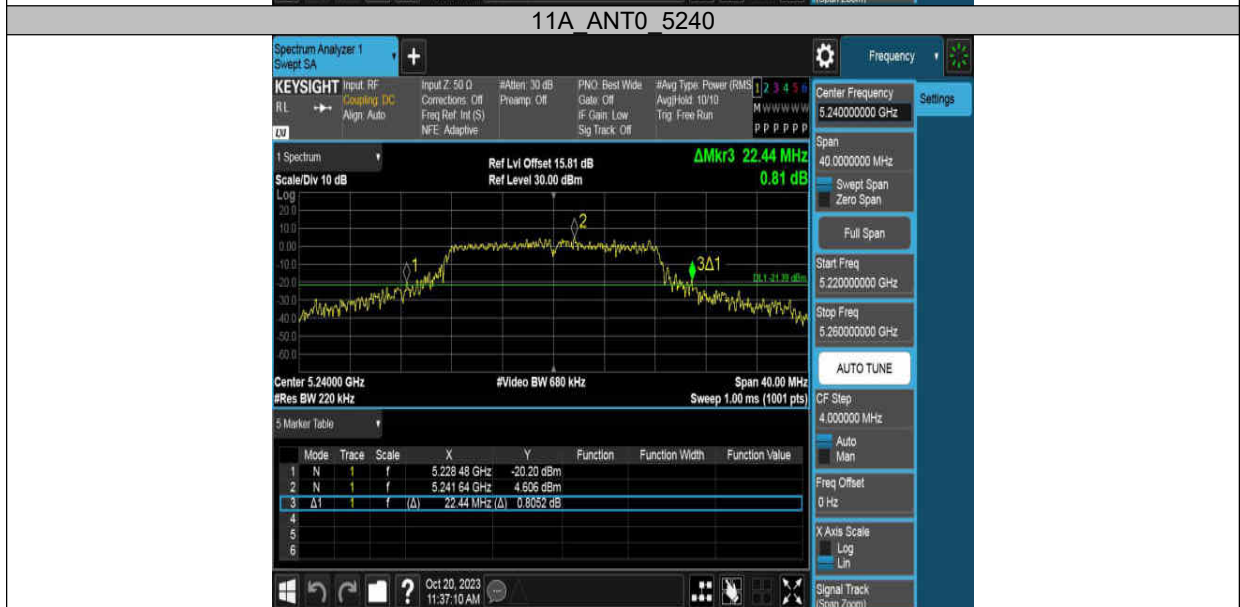 (Span Zoom)
11A_ANT0_5240
Spectrum Analyzer 1
Swept SA
+
Frequency
KEYSIGHT
RL
LXI
Input: RF
Coupling: DC
Align: Auto
Input Z: 50 Ω
Corrections: Off
Freq Ref: Int (S)
NFE: Adaptive
#Atten: 30 dB
Preamp: Off
PNO: Best Wide
Gate: Off
IF Gain: Low
Sig Track: Off
#Avg Type: Power (RMS
Avg|Hold: 10/10
Trig: Free Run
1 2 3 4 5 6
M W W W W W
P P P P P P
1 Spectrum
Scale/Div 10 dB
Ref Lvl Offset 15.81 dB
Ref Level 30.00 dBm
ΔMkr3 22.44 MHz
0.81 dB
Log
20.0
10.0
0.00
-10.0
-20.0
-30.0
-40.0
-50.0
-60.0
1
2
3Δ1
DL1 -21.39 dBm
Center 5.24000 GHz
#Video BW 680 kHz
Span 40.00 MHz
#Res BW 220 kHz
Sweep 1.00 ms (1001 pts)
5 Marker Table
Mode Trace Scale X Y Function Function Width Function Value
1 N 1 f 5.228 48 GHz -20.20 dBm
2 N 1 f 5.241 64 GHz 4.606 dBm
3 Δ1 1 f (Δ) 22.44 MHz (Δ) 0.8052 dB
4
5
6
Oct 20, 2023
11:37:10 AM
?
Center Frequency
5.240000000 GHz
Settings
Span
40.0000000 MHz
Swept Span
Zero Span
Full Span
Start Freq
5.220000000 GHz
Stop Freq
5.260000000 GHz
AUTO TUNE
CF Step
4.000000 MHz
Auto
Man
Freq Offset
0 Hz
X Axis Scale
Log
Lin
Signal Track
(Span Zoom)